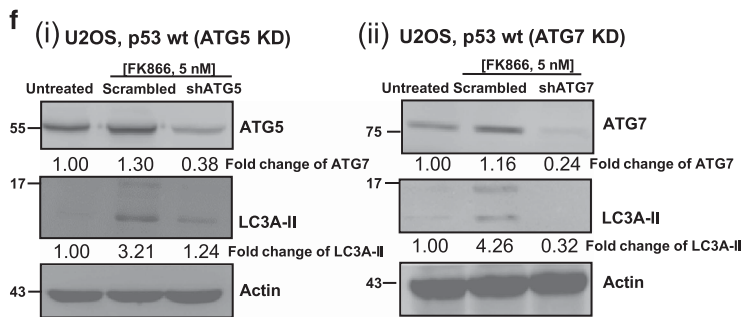 f
(i) U2OS, p53 wt (ATG5 KD)
[FK866, 5 nM]
Untreated Scrambled shATG5
55 ATG5
1.00 1.30 0.38 Fold change of ATG7
17
LC3A-II
1.00 3.21 1.24 Fold change of LC3A-II
43 Actin
(ii) U2OS, p53 wt (ATG7 KD)
[FK866, 5 nM]
Untreated Scrambled shATG7
75 ATG7
1.00 1.16 0.24 Fold change of ATG7
17
LC3A-II
1.00 4.26 0.32 Fold change of LC3A-II
43 Actin